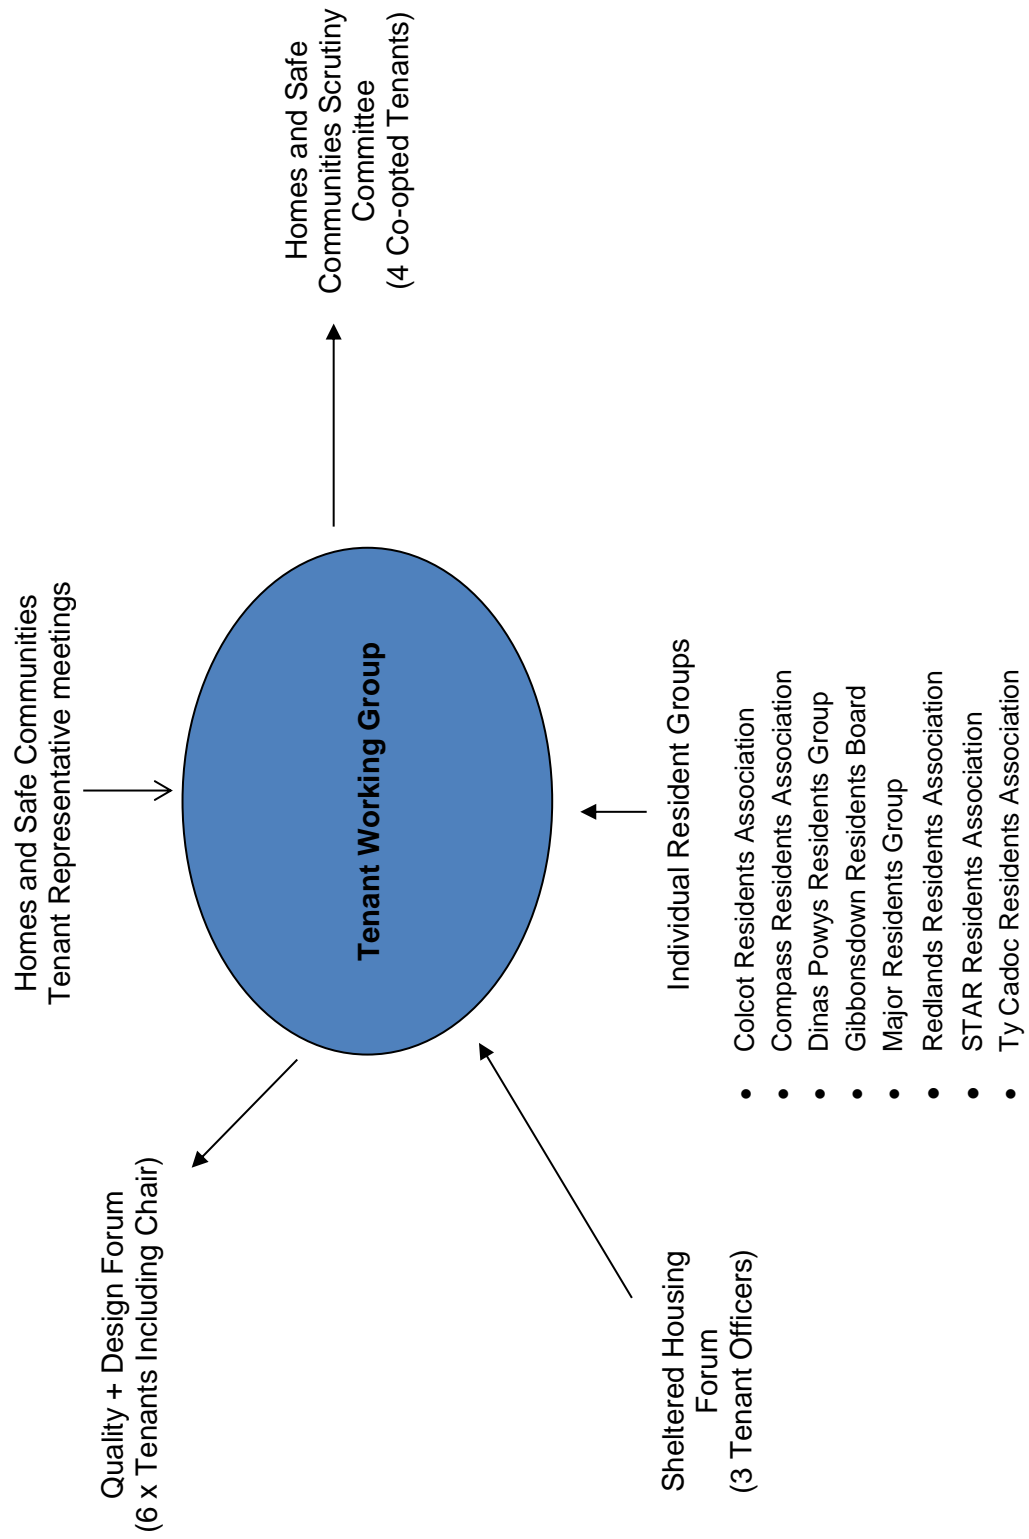 Quality + Design Forum
(6 x Tenants Including Chair)
Homes and Safe Communities
Tenant Representative meetings
Homes and Safe
Communities Scrutiny
Committee
(4 Co-opted Tenants)
Tenant Working Group
Sheltered Housing
Forum
(3 Tenant Officers)
Individual Resident Groups
• Colcot Residents Association
• Compass Residents Association
• Dinas Powys Residents Group
• Gibbonsdown Residents Board
• Major Residents Group
• Redlands Residents Association
• STAR Residents Association
• Ty Cadoc Residents Association